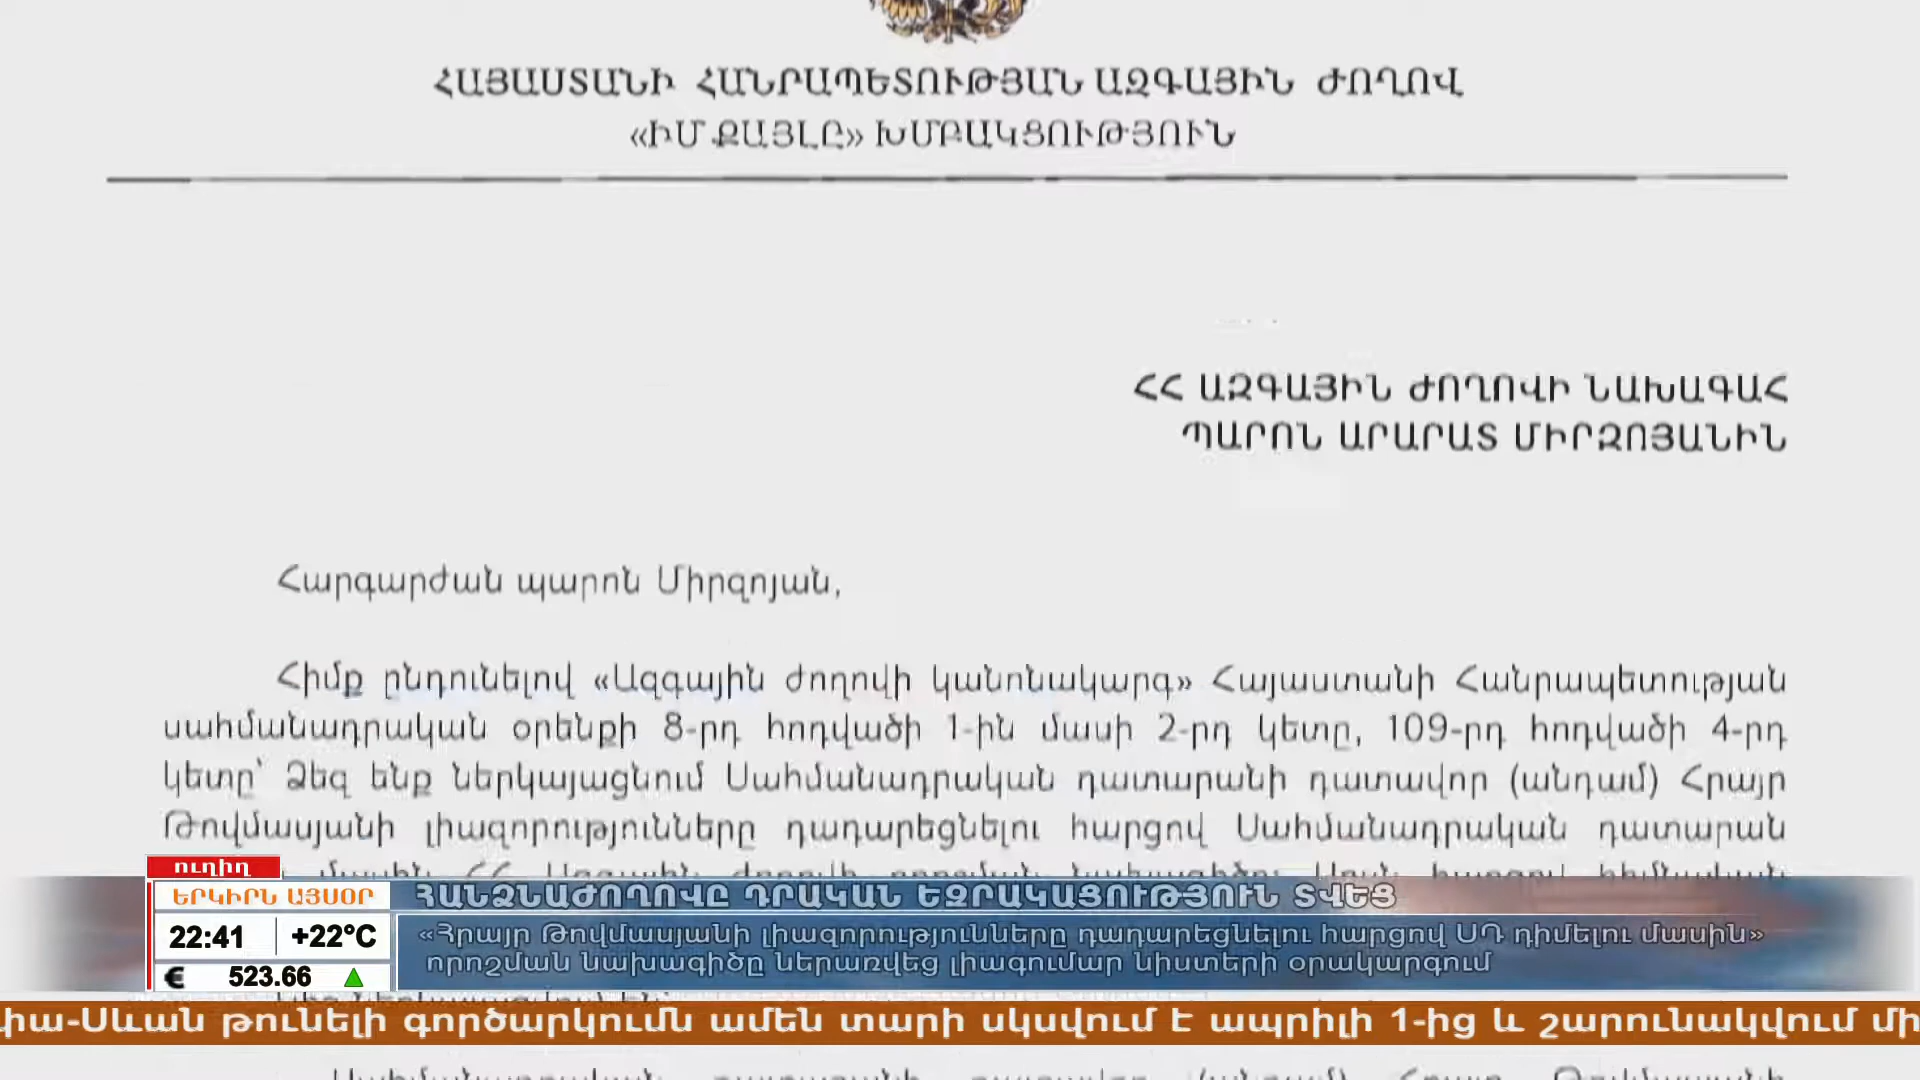 ՀԱՅԱՍՏԱՆԻ ՀԱՆՐԱՊԵՏՈՒԹՅԱՆ ԱԶԳԱՅԻՆ ԺՈՂՈՎ
«ԻՄ ՔԱՅԼԸ» ԽՄԲԱԿՑՈՒԹՅՈՒՆ
ՀՀ ԱԶԳԱՅԻՆ ԺՈՂՈՎԻ ՆԱԽԱԳԱՀ
ՊԱՐՈՆ ԱՐԱՐԱՏ ՄԻՐԶՈՅԱՆԻՆ
Հարգարժան պարոն Միրզոյան,
Հիմք ընդունելով «Ազգային ժողովի կանոնակարգ» Հայաստանի Հանրապետության
սահմանադրական օրենքի 8-րդ հոդվածի 1-ին մասի 2-րդ կետը, 109-րդ հոդվածի 4-րդ
կետը՝ Ձեզ ենք ներկայացնում Սահմանադրական դատարանի դատավոր (անդամ) Հրայր
Թովմասյանի լիազորությունները դադարեցնելու հարցով Սահմանադրական դատարան
ուղիղ
ԵՐԿԻՐՆ ԱՅՍՕՐ
22:41 +22°C
€ 523.66
ՀԱՆՁՆԱԺՈՂՈՎԸ ԴՐԱԿԱՆ ԵԶՐԱԿԱՑՈՒԹՅՈՒՆ ՏՎԵՑ
«Հրայր Թովմասյանի լիազորությունները դադարեցնելու հարցով ՍԴ դիմելու մասին»
որոշման նախագիծը ներառվեց լիագումար նիստերի օրակարգում
փա-Սևան թունելի գործարկումն ամեն տարի սկսվում է ապրիլի 1-ից և շարունակվում մի